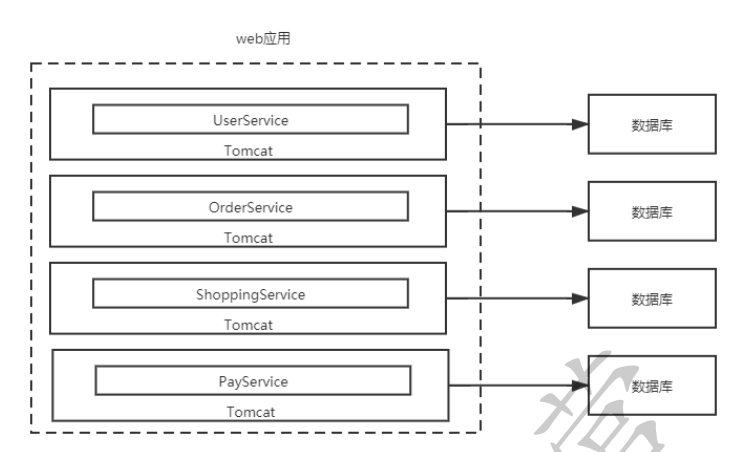 web应用
UserService
数据库
Tomcat
OrderService
数据库
Tomcat
ShoppingService
数据库
Tomcat
PayService
数据库
Tomcat